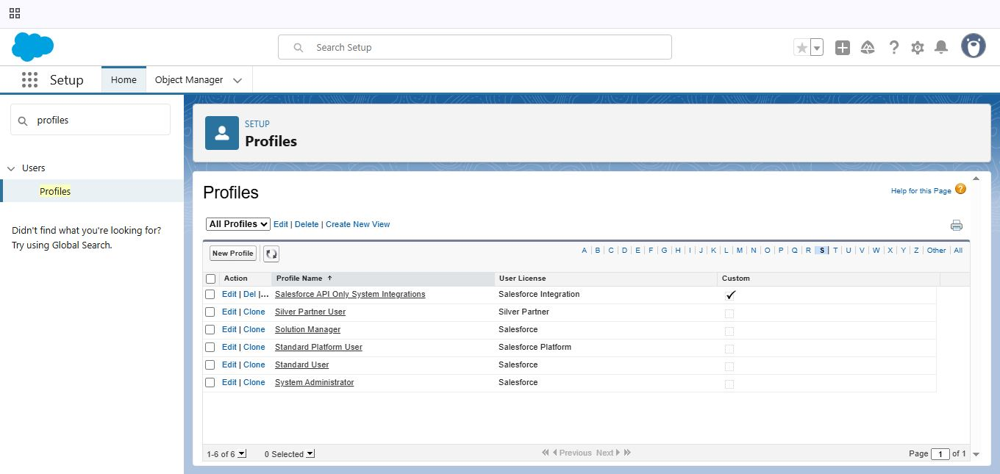 Search Setup
Setup
Home
Object Manager
profiles
Users
Profiles
Didn't find what you're looking for?
Try using Global Search.
SETUP
Profiles
Profiles
Help for this Page ?
All Profiles Edit | Delete | Create New View
New Profile
A | B | C | D | E | F | G | H | I | J | K | L | M | N | O | P | Q | R | S | T | U | V | W | X | Y | Z | Other | All
Action Profile Name ↑ User License Custom
Edit | Del |... Salesforce API Only System Integrations Salesforce Integration ✓
Edit | Clone Silver Partner User Silver Partner
Edit | Clone Solution Manager Salesforce
Edit | Clone Standard Platform User Salesforce Platform
Edit | Clone Standard User Salesforce
Edit | Clone System Administrator Salesforce
1-6 of 6 0 Selected Previous Next Page 1 of 1